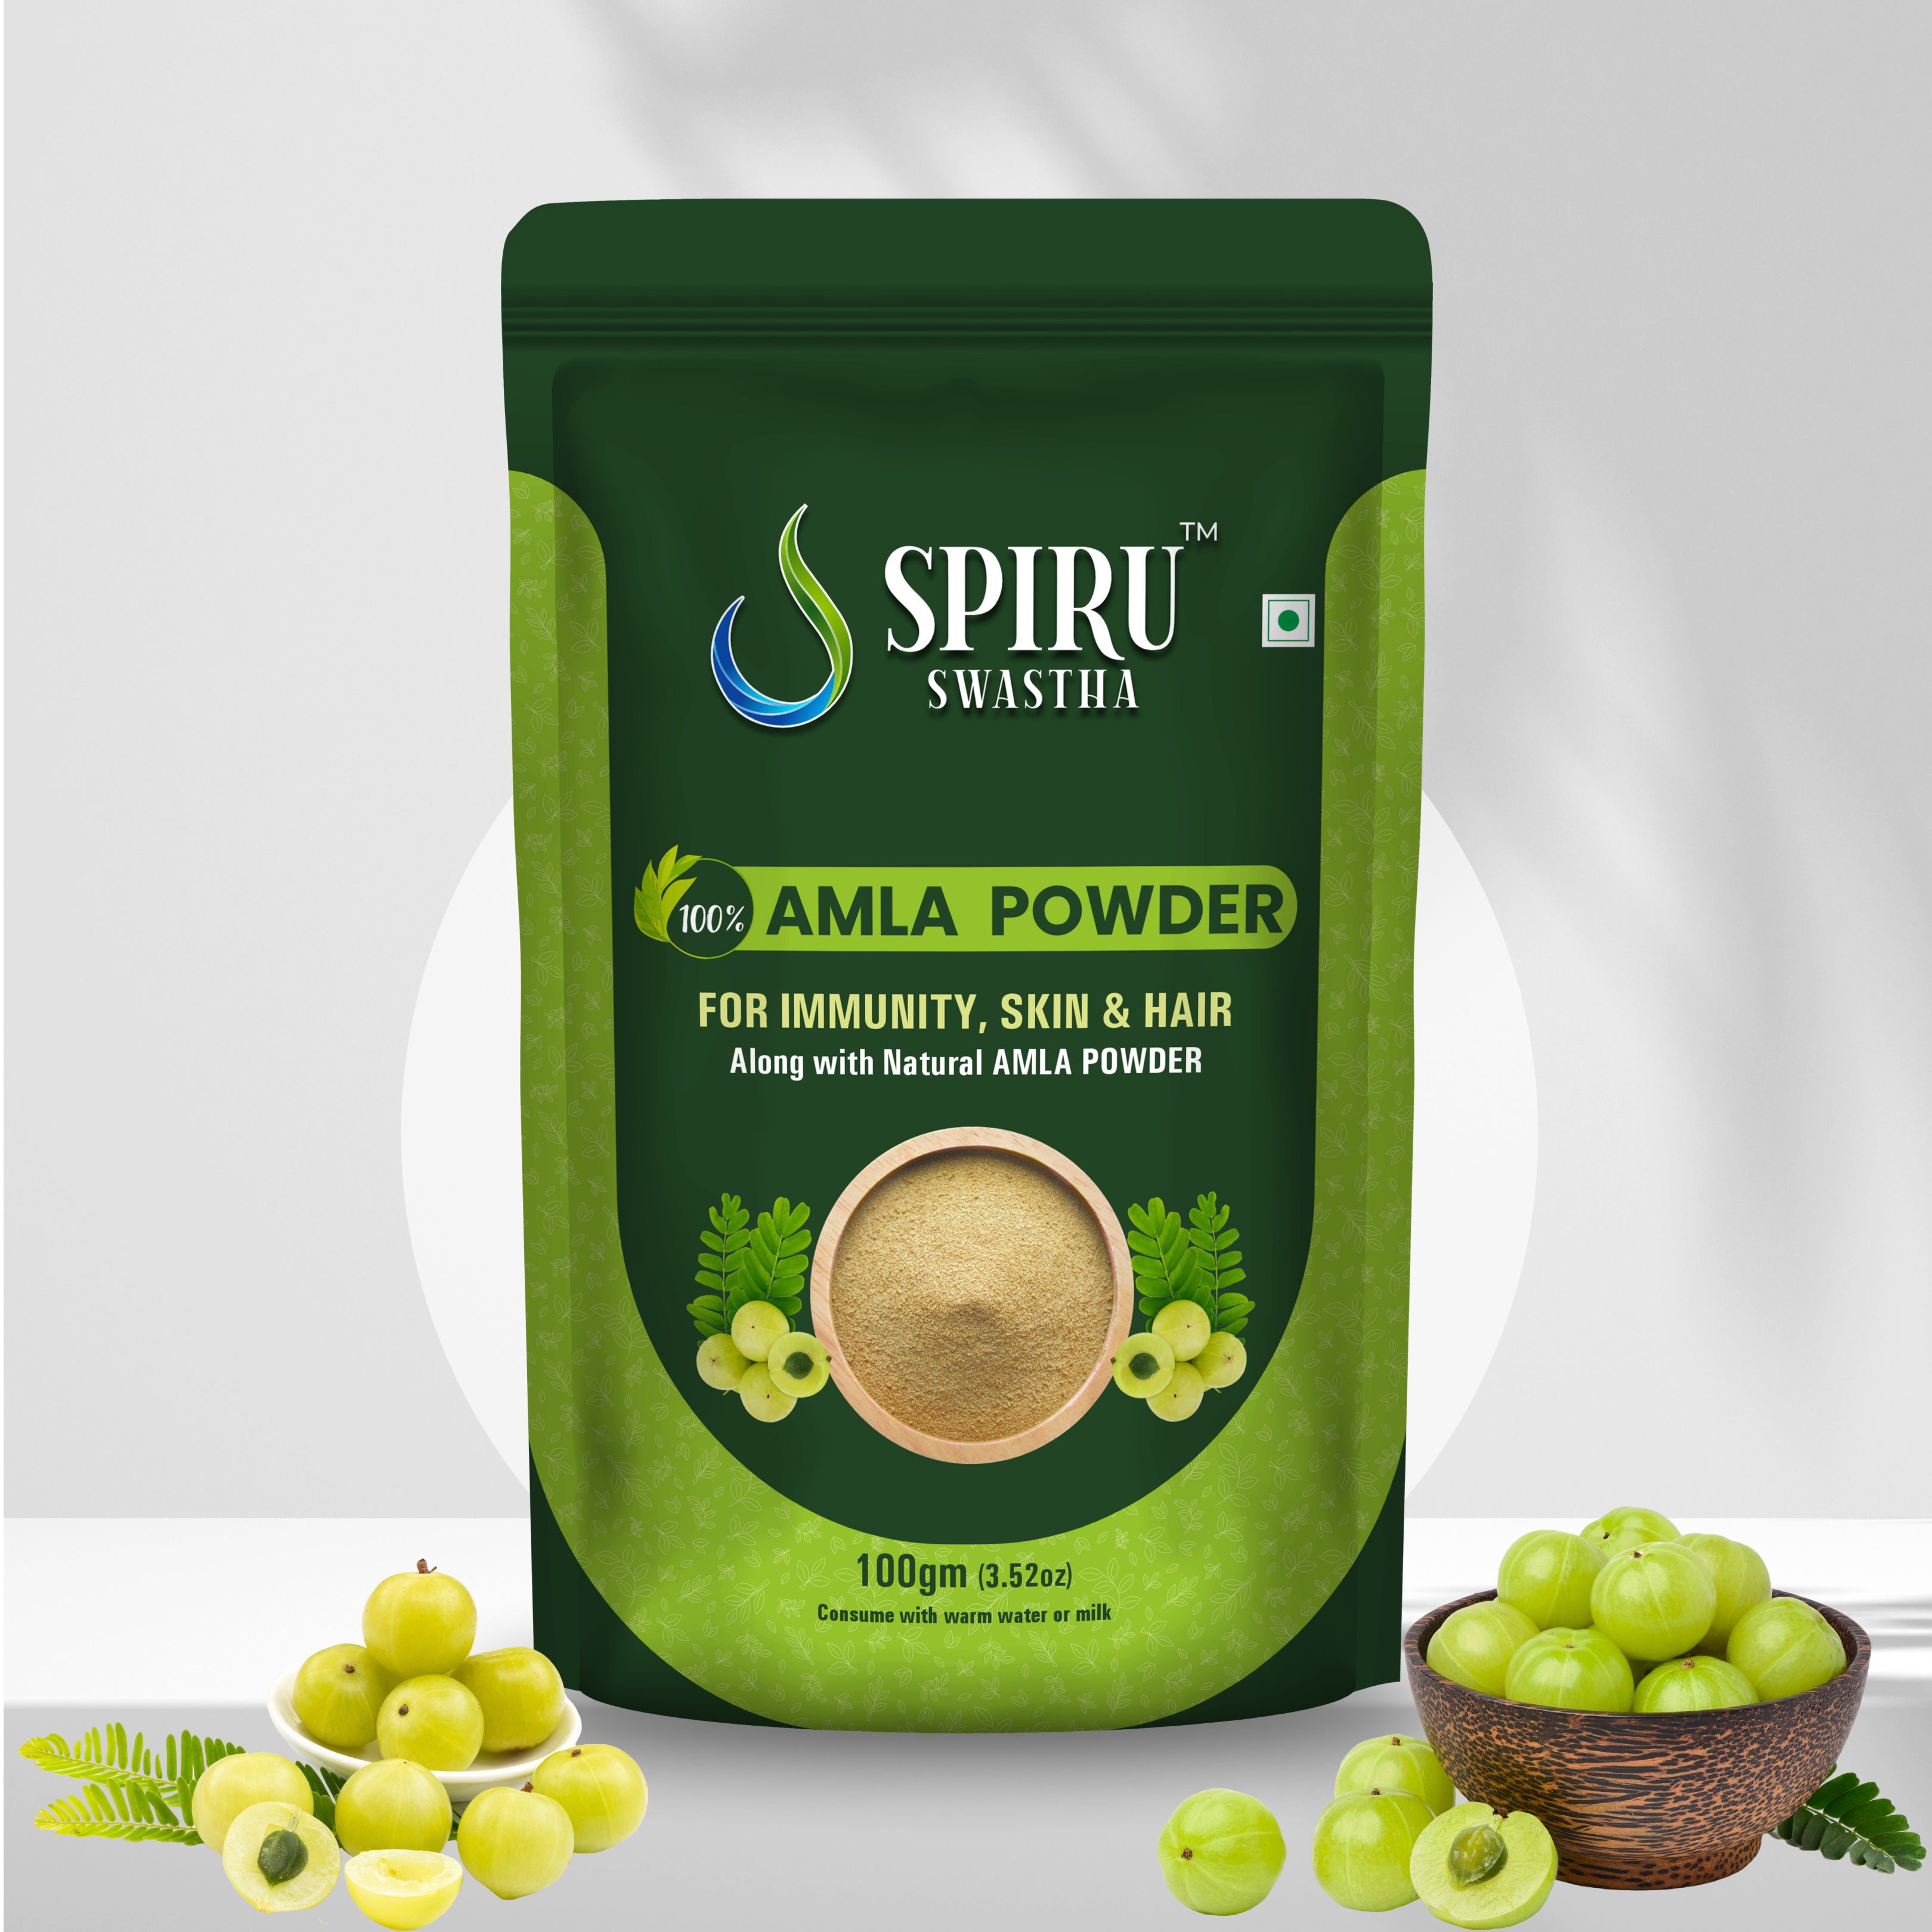 SPIRU™
SWASTHA
100% AMLA POWDER
FOR IMMUNITY, SKIN & HAIR
Along with Natural AMLA POWDER
100gm (3.52oz)
Consume with warm water or milk